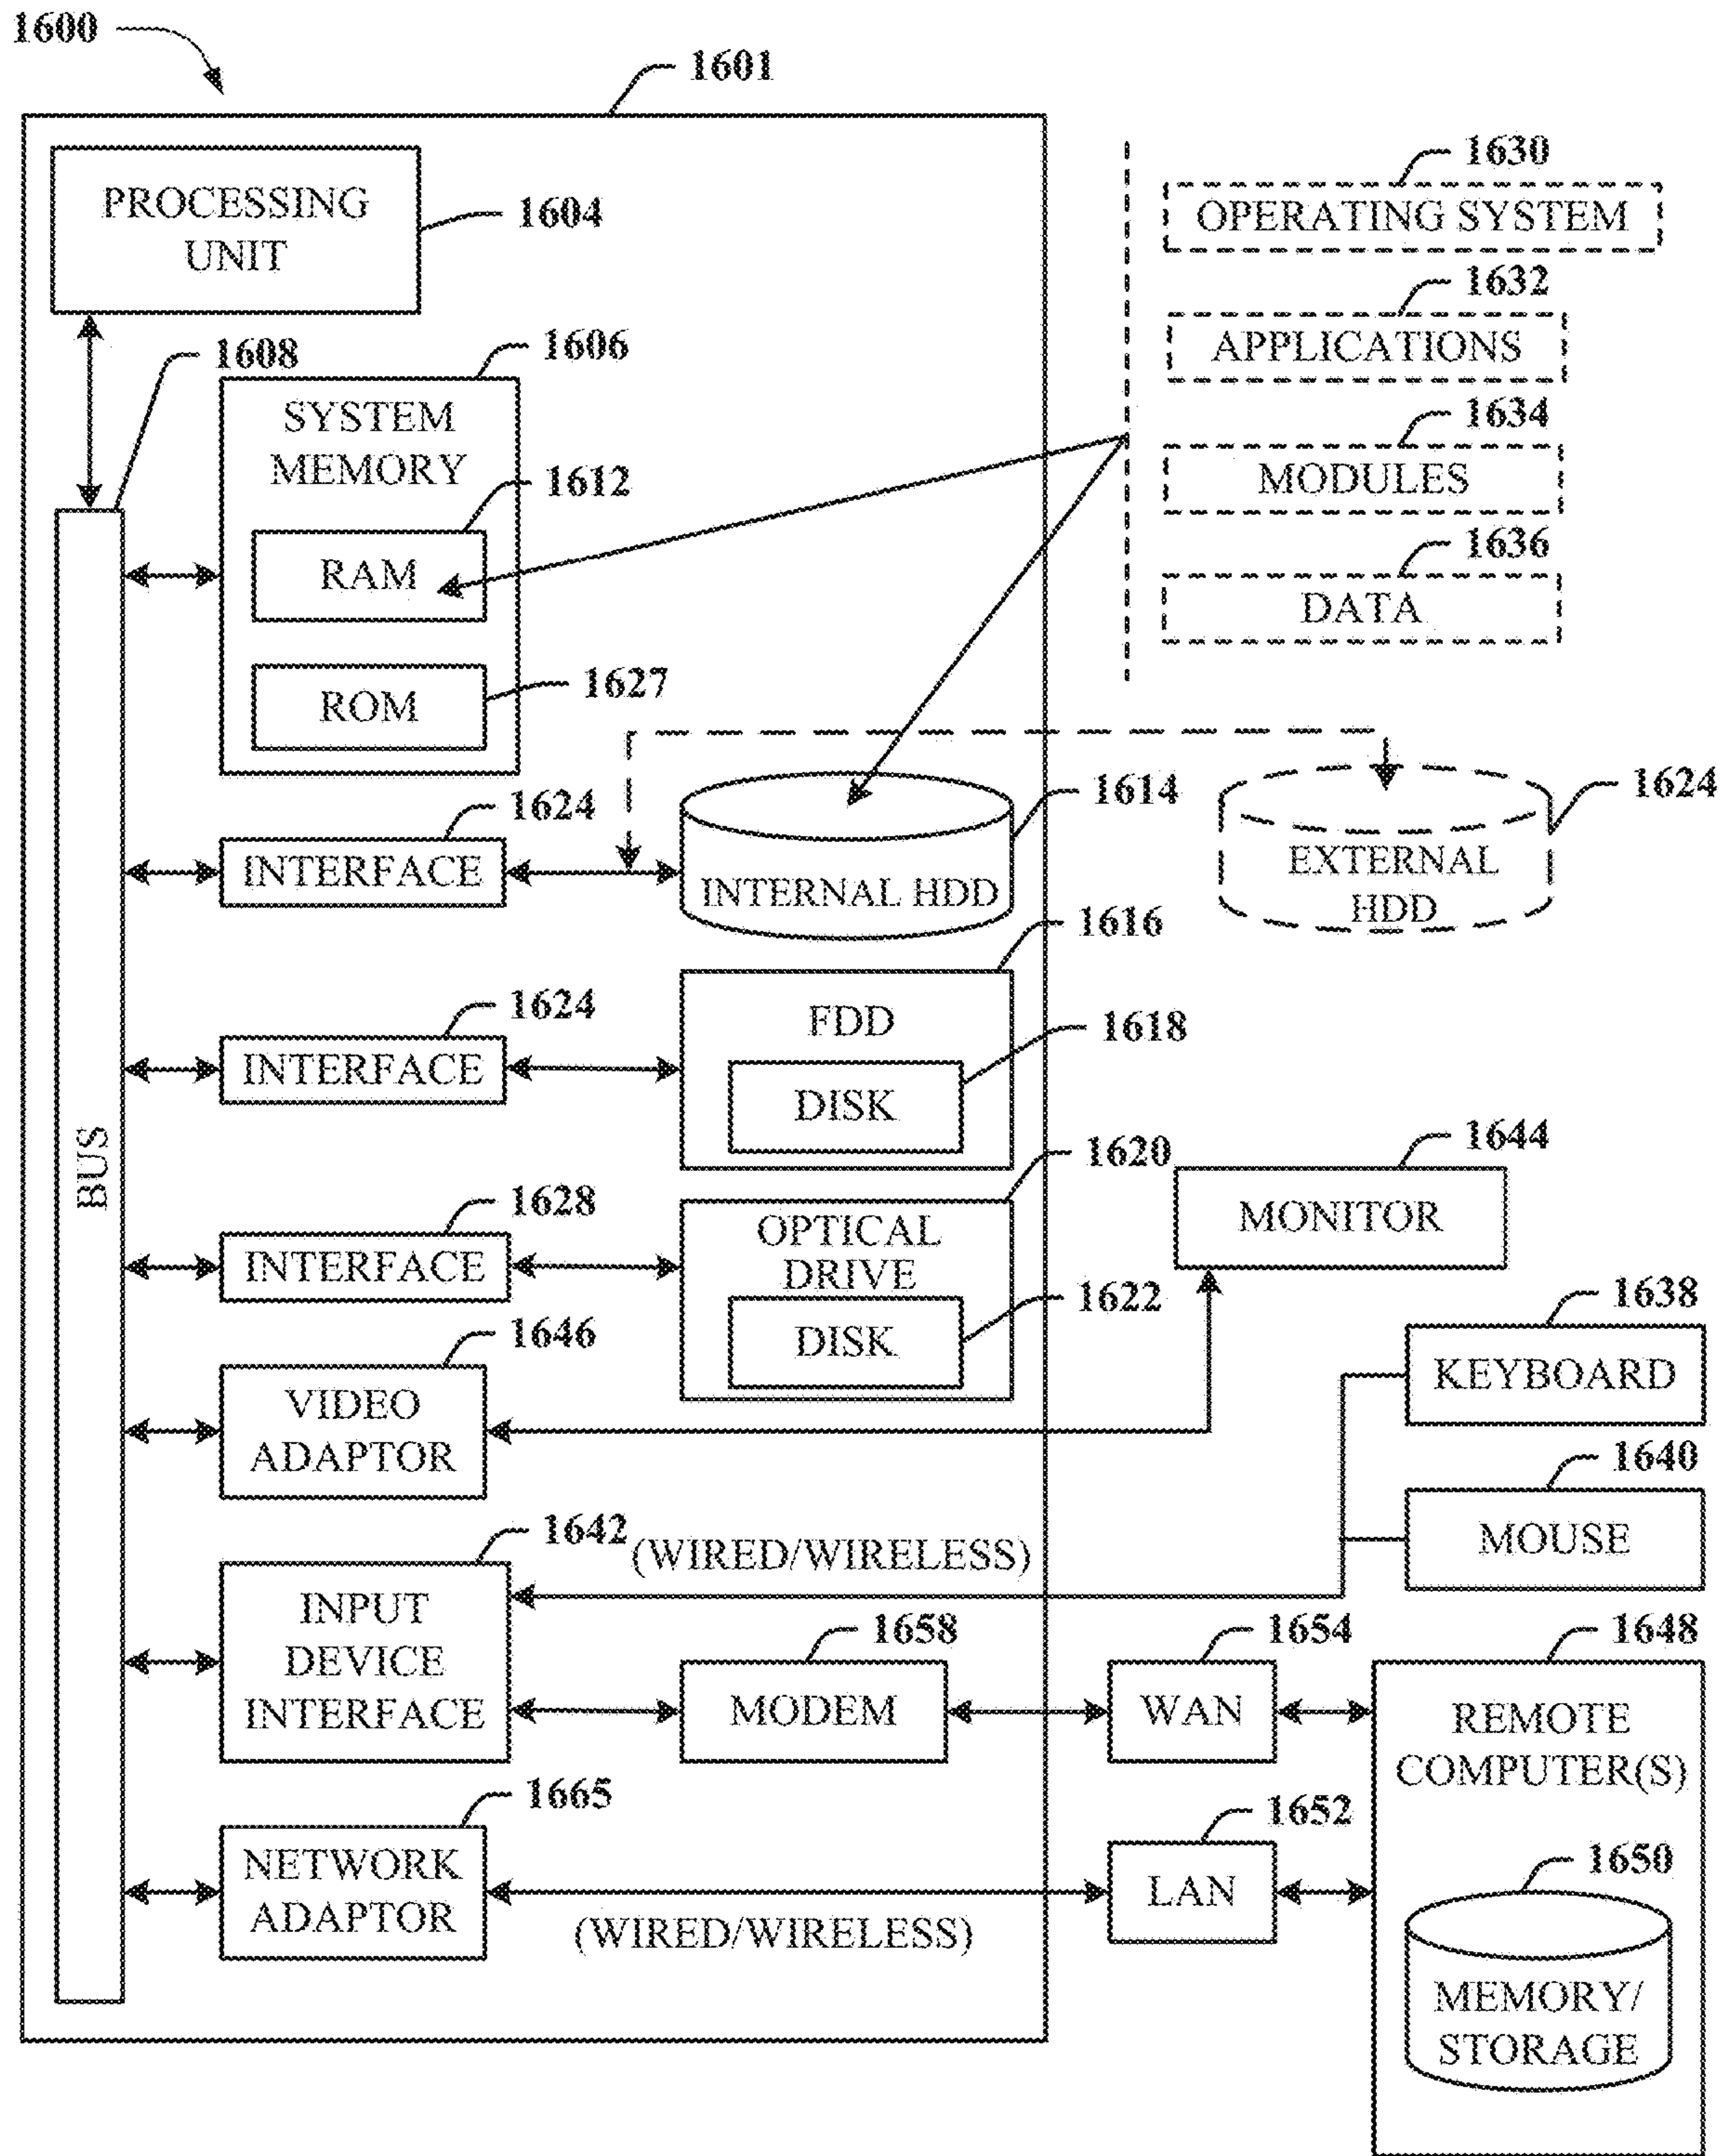 1600
1601
PROCESSING
UNIT
1604
1630
OPERATING SYSTEM
1632
APPLICATIONS
1634
MODULES
1636
DATA
1608
1606
SYSTEM
MEMORY
1612
RAM
1627
ROM
1624
INTERFACE
1614
INTERNAL HDD
1624
EXTERNAL
HDD
1624
INTERFACE
1616
FDD
1618
DISK
BUS
1628
INTERFACE
1620
OPTICAL
DRIVE
1622
DISK
1644
MONITOR
1646
VIDEO
ADAPTOR
1638
KEYBOARD
1640
MOUSE
1642
INPUT
DEVICE
INTERFACE
(WIRED/WIRELESS)
1658
MODEM
1654
WAN
1648
REMOTE
COMPUTER(S)
1665
NETWORK
ADAPTOR
(WIRED/WIRELESS)
1652
LAN
1650
MEMORY/
STORAGE